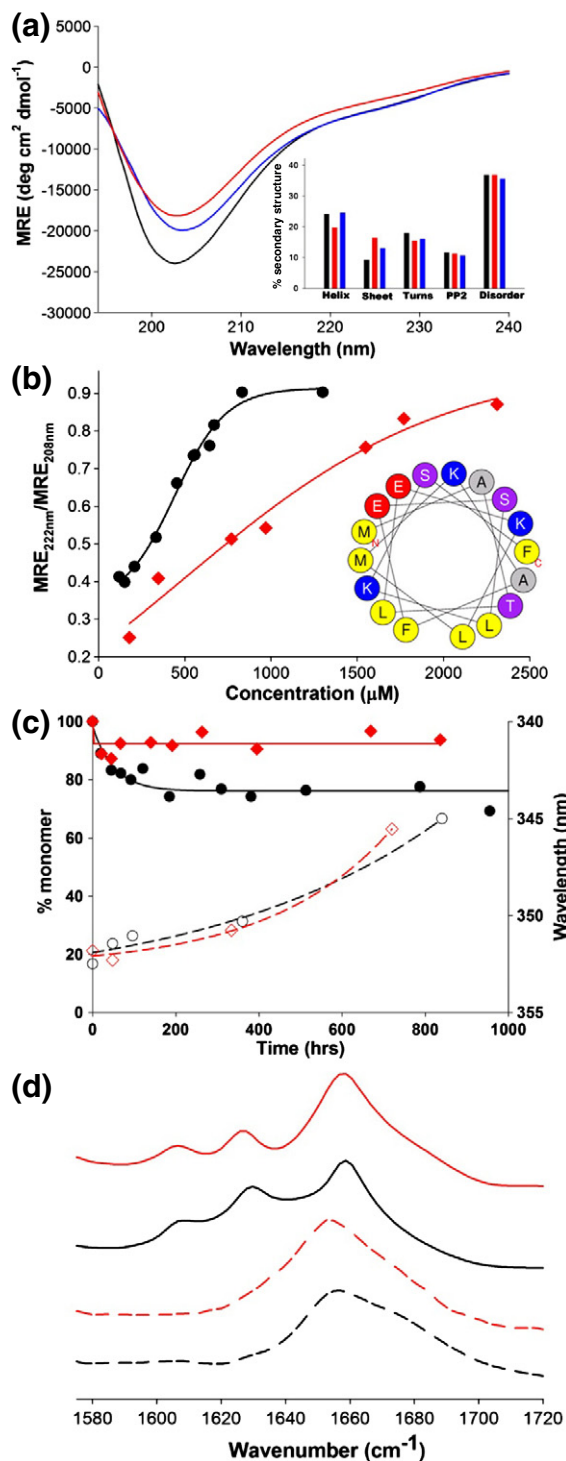 (a)
0
-5000
-10000
-15000
-20000
-25000
-30000
MRE (deg cm² dmol⁻¹)
200 210 220 230 240
Wavelength (nm)
40
30
20
10
0
% secondary structure
Helix Sheet Turns PP2 Disorder
(b)
0.9
0.8
0.7
0.6
0.5
0.4
0.3
0.2
MRE222nm/MRE208nm
0 500 1000 1500 2000 2500
Concentration (µM)
S K A S K F A T L L F L K M M E E
N
C
(c)
100
80
60
40
20
0
% monomer
340
345
350
355
Wavelength (nm)
0 200 400 600 800 1000
Time (hrs)
(d)
1580 1600 1620 1640 1660 1680 1700 1720
Wavenumber (cm⁻¹)